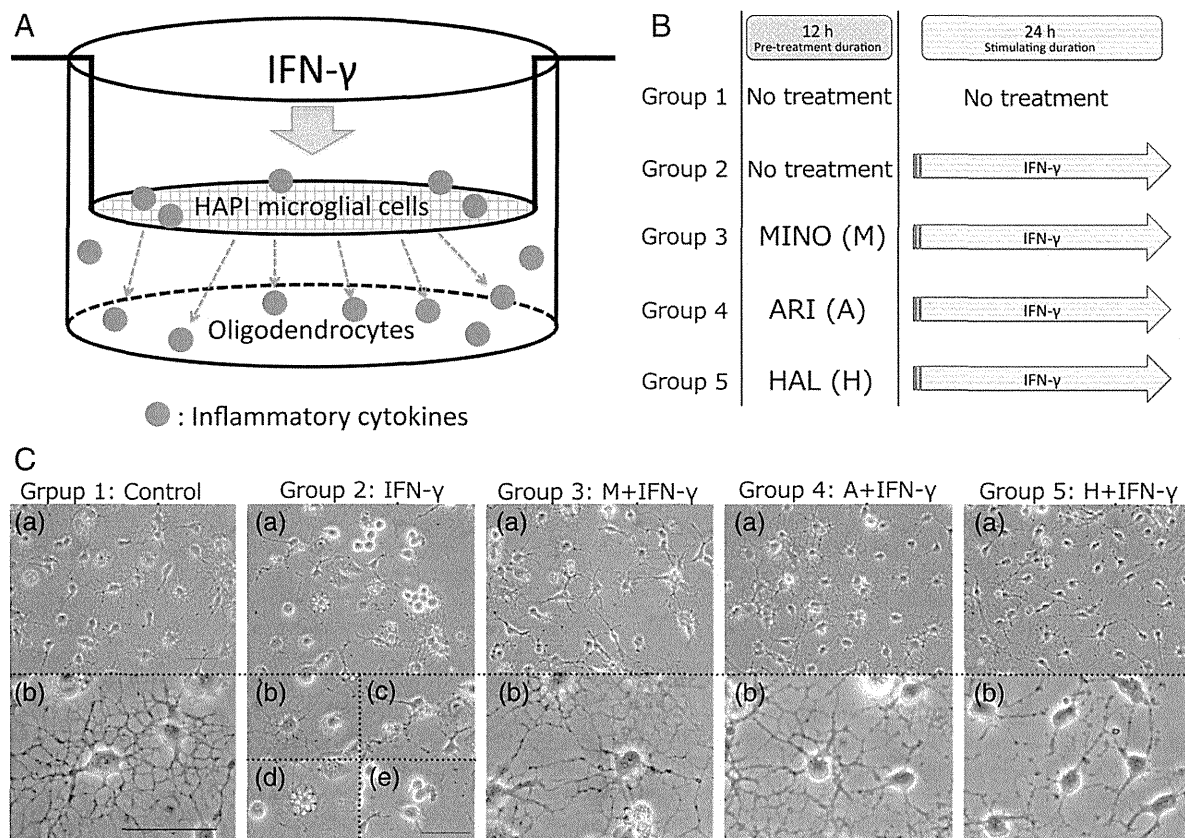 A
IFN-γ
HAPI microglial cells
Oligodendrocytes
: Inflammatory cytokines
B
12 h
Pre-treatment duration
24 h
Stimulating duration
Group 1 No treatment No treatment
Group 2 No treatment IFN-γ
Group 3 MINO (M) IFN-γ
Group 4 ARI (A) IFN-γ
Group 5 HAL (H) IFN-γ
C
Grpup 1: Control Group 2: IFN-γ Group 3: M+IFN-γ Group 4: A+IFN-γ Group 5: H+IFN-γ
(a) (a) (a) (a) (a)
(b) (b) (c) (b) (b) (b)
(d) (e)